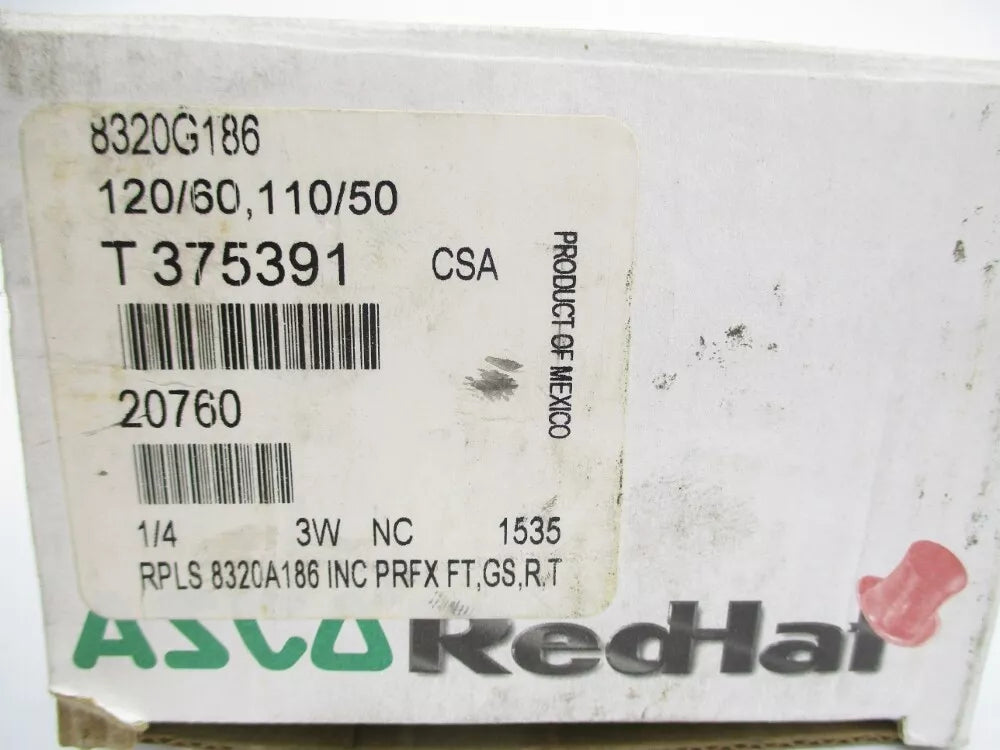 8320G186
120/60,110/50
T 375391 CSA
PRODUCT OF MEXICO
20760
1/4 3W NC 1535
RPLS 8320A186 INC PRFX FT,GS,R,T
ASCO RedHat